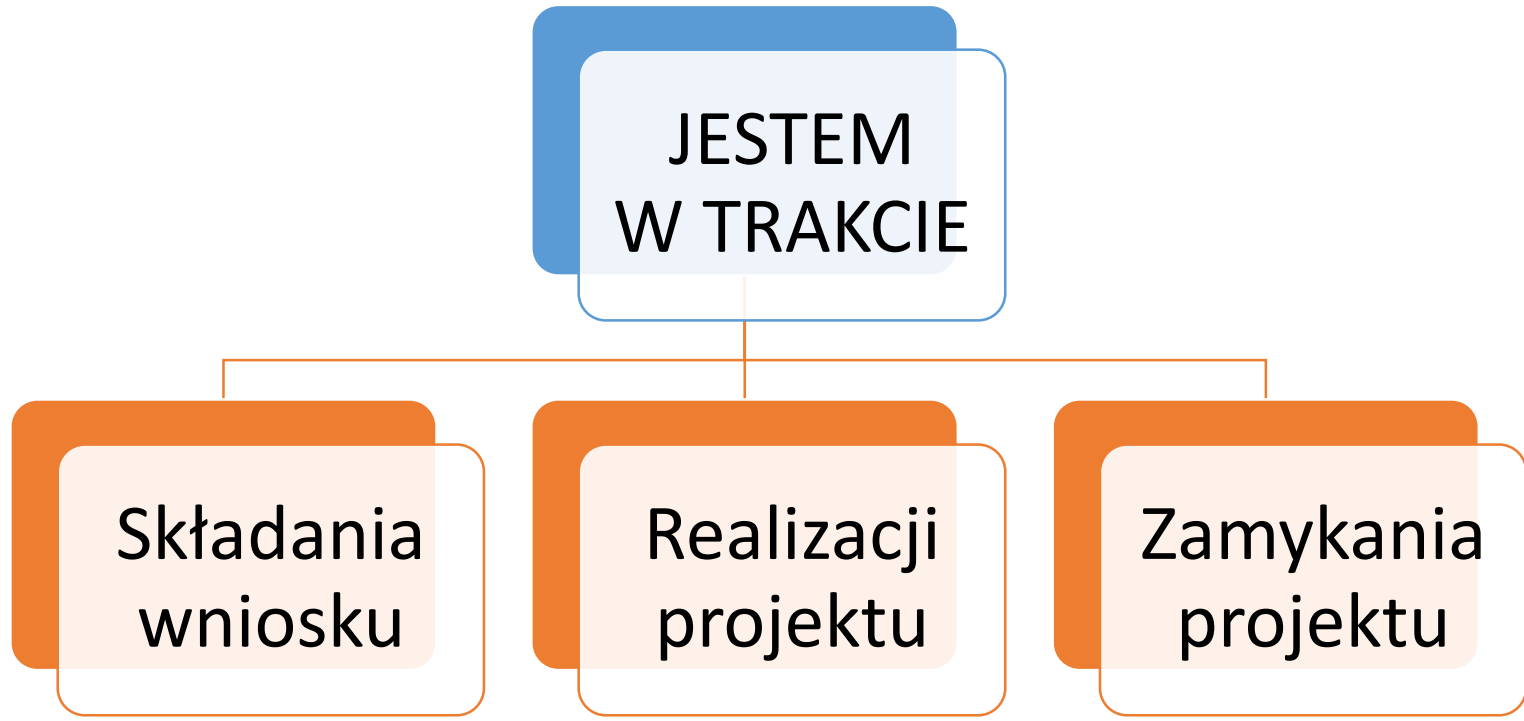 JESTEM
W TRAKCIE
Składania
wniosku
Realizacji
projektu
Zamykania
projektu